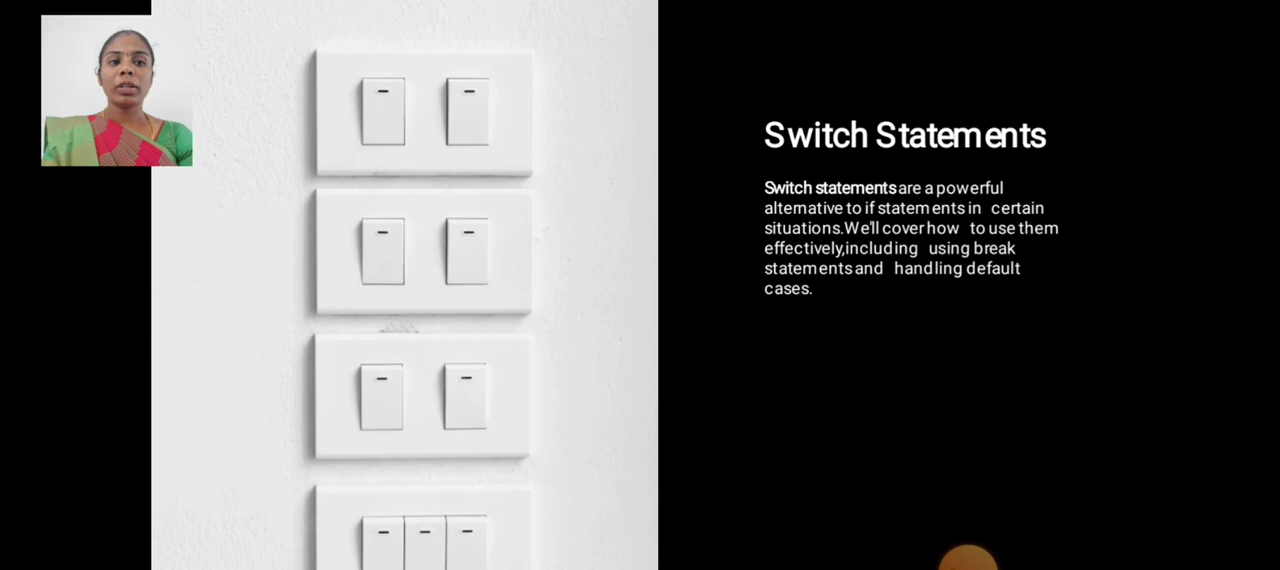 Switch Statements
Switch statements are a powerful
alternative to if statements in certain
situations.We'll cover how to use them
effectively,including using break
statements and handling default
cases.